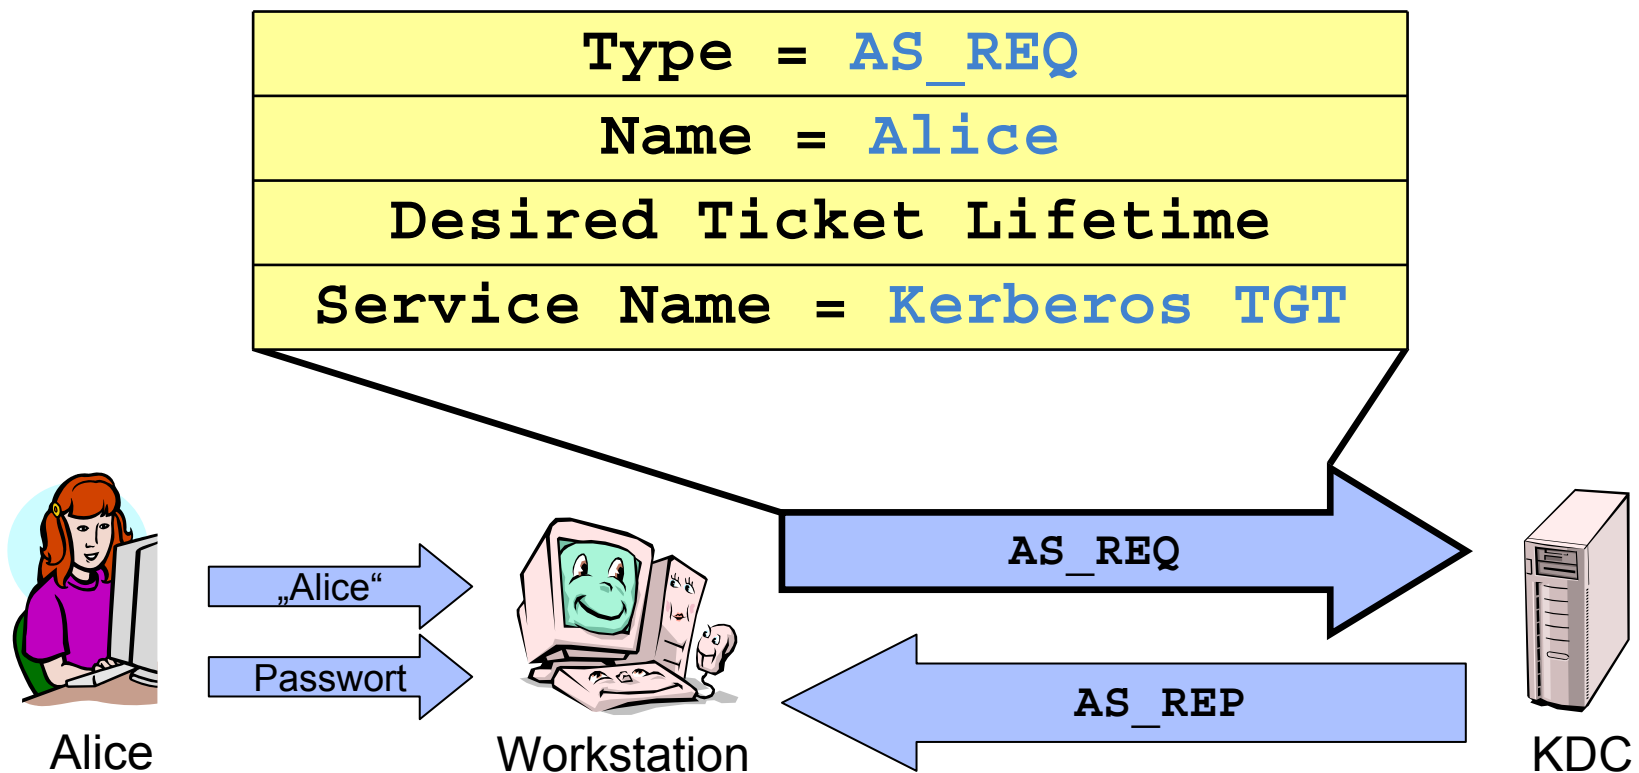 Type = AS_REQ
Name = Alice
Desired Ticket Lifetime
Service Name = Kerberos TGT
AS_REQ
„Alice“
Passwort
AS_REP
Alice
Workstation
KDC